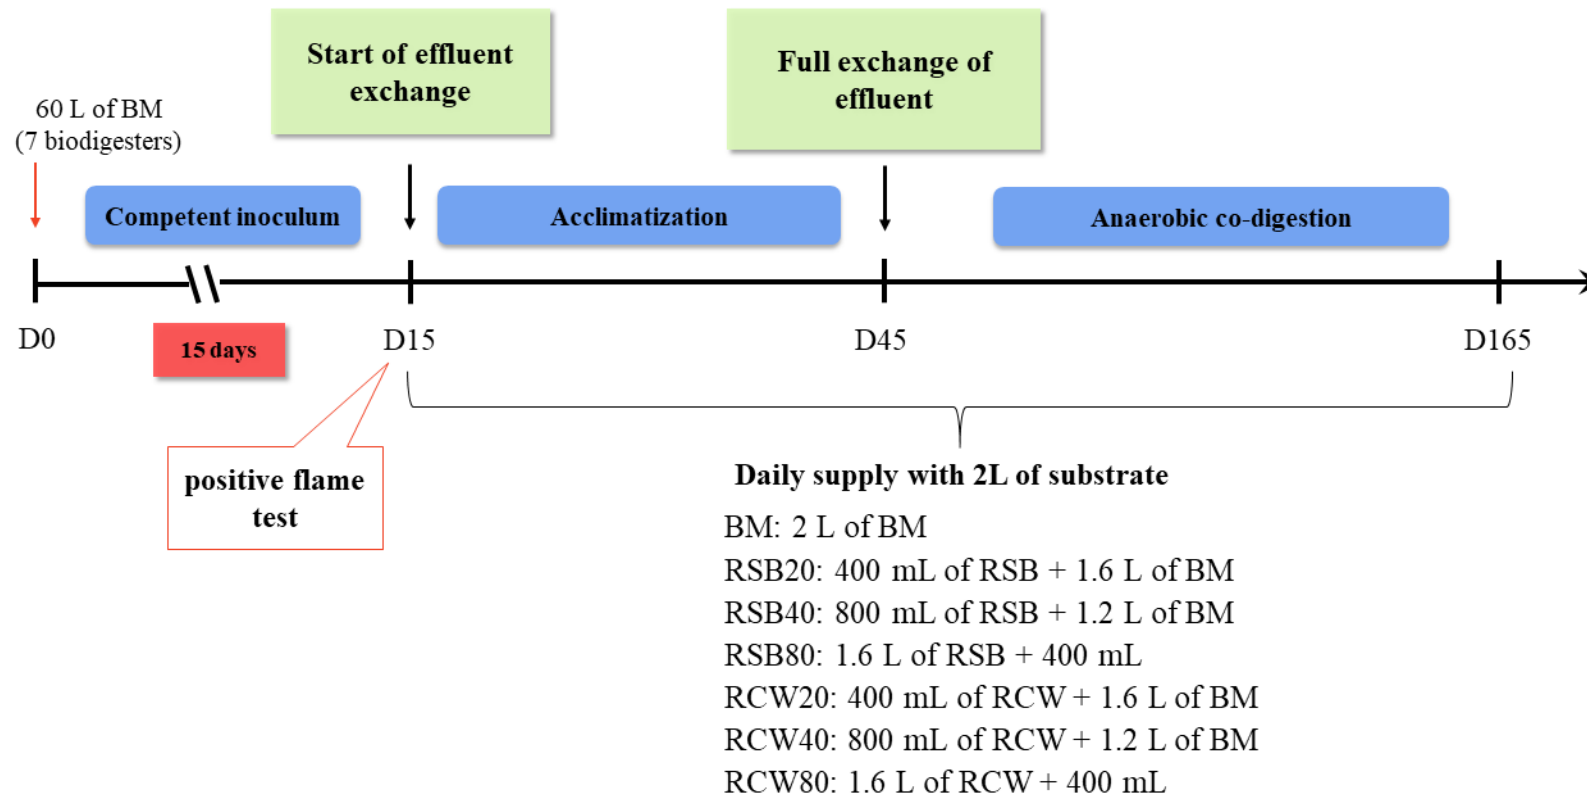 Start of effluent
exchange
Full exchange of
effluent
60 L of BM
(7 biodigesters)
Competent inoculum
Acclimatization
Anaerobic co-digestion
D0
15 days
D15
D45
D165
positive flame
test
Daily supply with 2L of substrate
BM: 2 L of BM
RSB20: 400 mL of RSB + 1.6 L of BM
RSB40: 800 mL of RSB + 1.2 L of BM
RSB80: 1.6 L of RSB + 400 mL
RCW20: 400 mL of RCW + 1.6 L of BM
RCW40: 800 mL of RCW + 1.2 L of BM
RCW80: 1.6 L of RCW + 400 mL